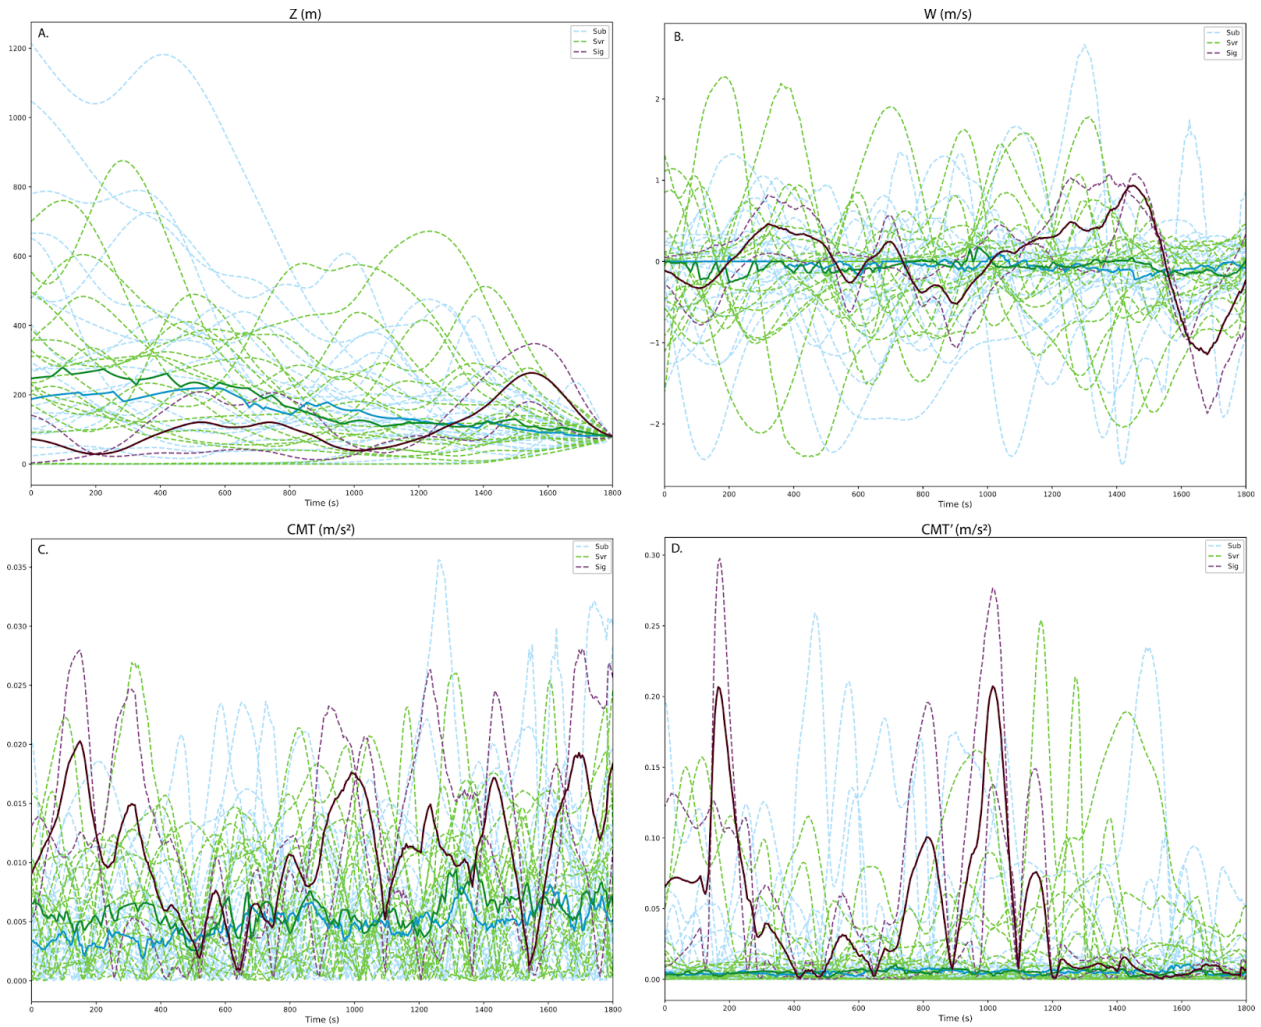 Z (m)
A.
Sub
Svr
Sig
1200
1000
800
600
400
200
0
0 200 400 600 800 1000 1200 1400 1600 1800
Time (s)
W (m/s)
B.
Sub
Svr
Sig
2
1
0
−1
−2
0 200 400 600 800 1000 1200 1400 1600 1800
Time (s)
CMT (m/s²)
C.
Sub
Svr
Sig
0.035
0.030
0.025
0.020
0.015
0.010
0.005
0.000
0 200 400 600 800 1000 1200 1400 1600 1800
Time (s)
CMT’ (m/s²)
D.
Sub
Svr
Sig
0.30
0.25
0.20
0.15
0.10
0.05
0.00
0 200 400 600 800 1000 1200 1400 1600 1800
Time (s)